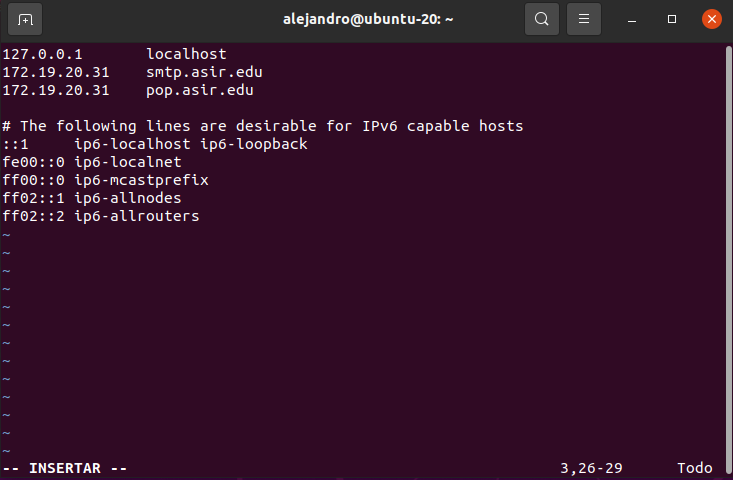 alejandro@ubuntu-20: ~
127.0.0.1       localhost
172.19.20.31    smtp.asir.edu
172.19.20.31    pop.asir.edu

# The following lines are desirable for IPv6 capable hosts
::1     ip6-localhost ip6-loopback
fe00::0 ip6-localnet
ff00::0 ip6-mcastprefix
ff02::1 ip6-allnodes
ff02::2 ip6-allrouters
~
~
~
~
~
~
~
~
~
~
~
~
~
-- INSERTAR --                                                3,26-29      Todo